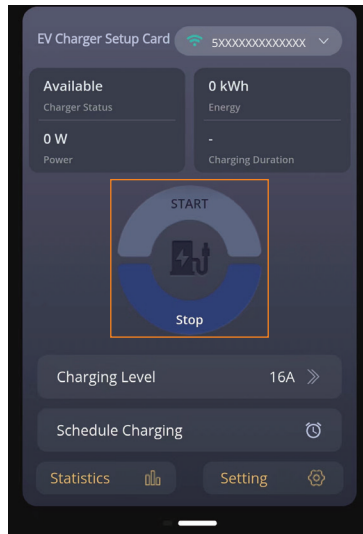 EV Charger Setup Card
5XXXXXXXXXXXXX
Available
Charger Status
0 kWh
Energy
0 W
Power
-
Charging Duration
START
Stop
Charging Level
16A
Schedule Charging
Statistics
Setting